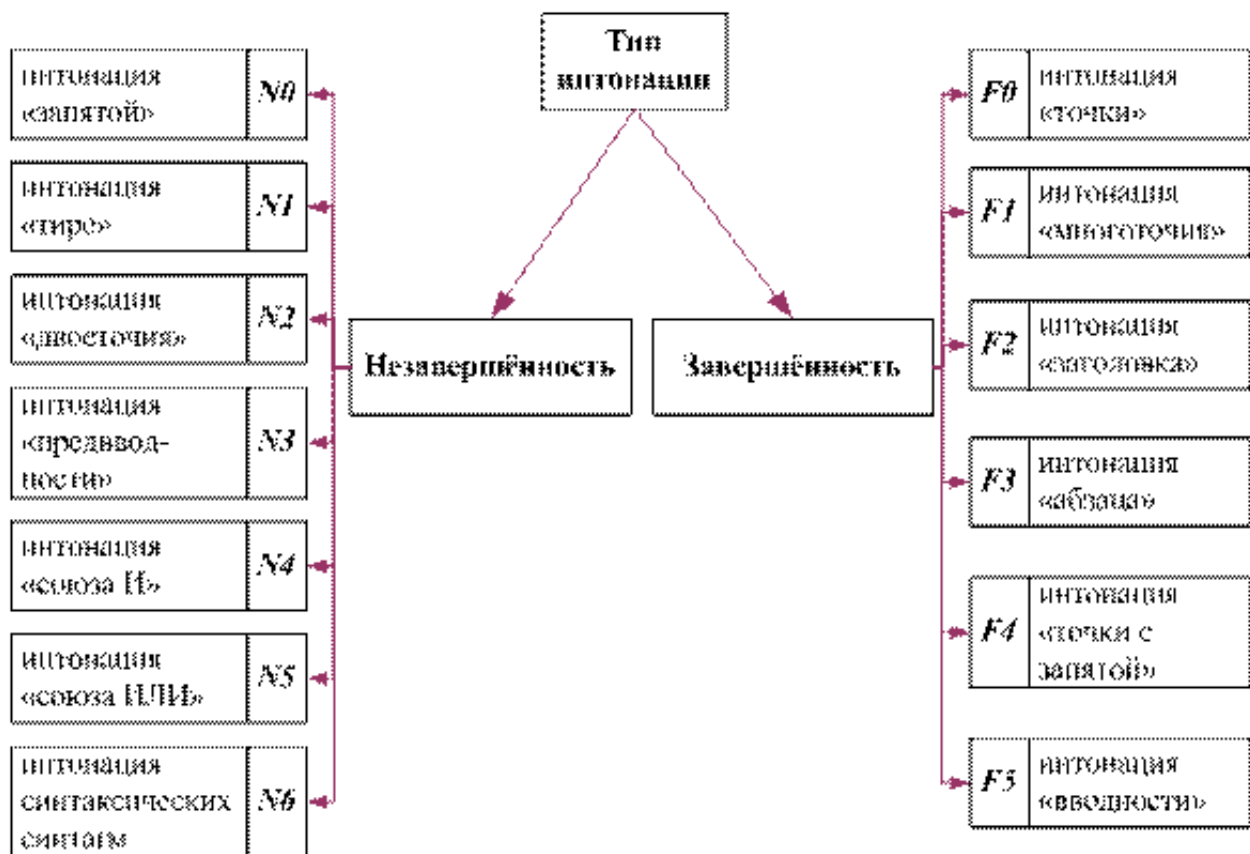 Тип
интонации
интонация
«запятой»
N0
интонация
«тире»
N1
интонация
«двоеточия»
N2
интонация
«предввод-
ности»
N3
интонация
«союза И»
N4
интонация
«союза ИЛИ»
N5
интонация
синтаксических
синтагм
N6
Незавершённость
Завершённость
F0
интонация
«точки»
F1
интонация
«многоточия»
F2
интонация
«заголовка»
F3
интонация
«абзаца»
F4
интонация
«точки с
запятой»
F5
интонация
«вводности»